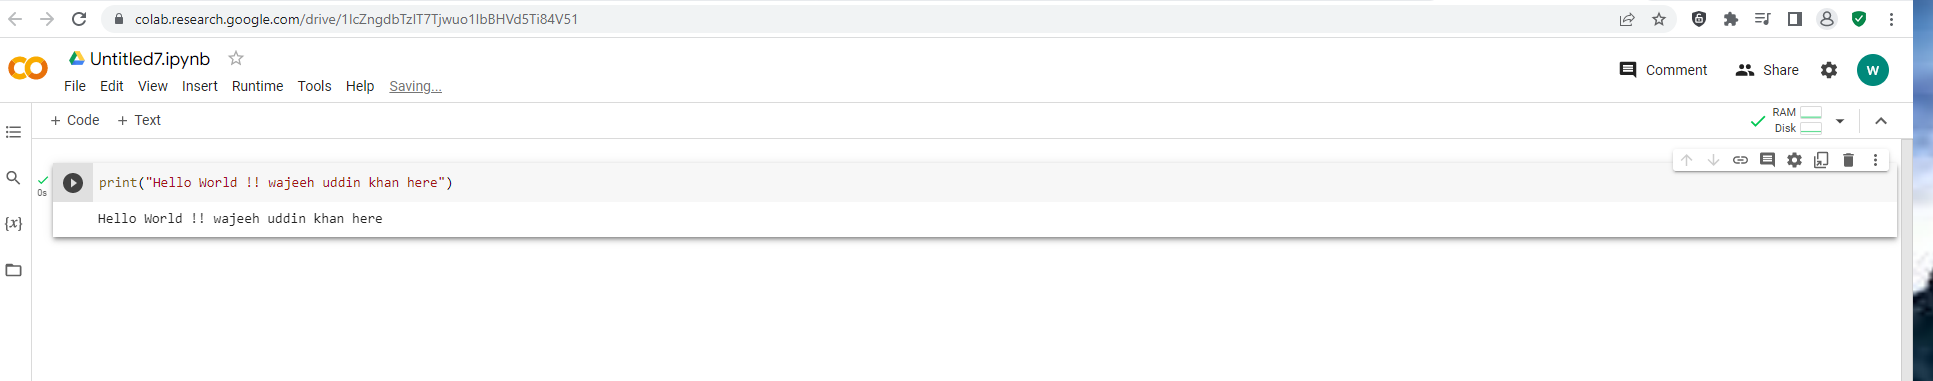 colab.research.google.com/drive/1IcZngdbTzIT7Tjwuo1IbBHVd5Ti84V51
CO Untitled7.ipynb
File Edit View Insert Runtime Tools Help Saving...
Comment Share W
+ Code + Text
RAM
Disk
print("Hello World !! wajeeh uddin khan here")
0s
Hello World !! wajeeh uddin khan here
{x}